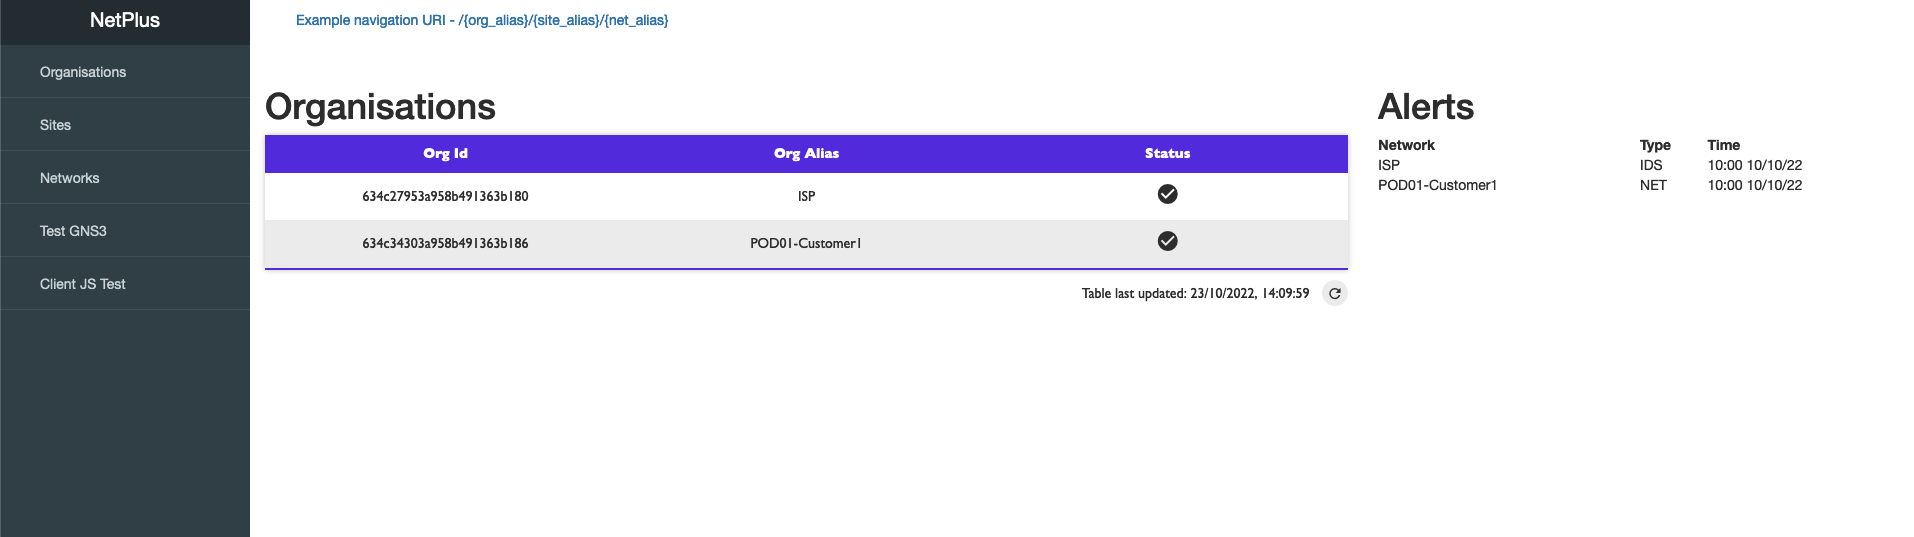 NetPlus
Organisations
Sites
Networks
Test GNS3
Client JS Test
Example navigation URI - /{org_alias}/{site_alias}/{net_alias}
Organisations
Org Id Org Alias Status
634c27953a958b491363b180 ISP
634c34303a958b491363b186 POD01-Customer1
Table last updated: 23/10/2022, 14:09:59
Alerts
Network Type Time
ISP IDS 10:00 10/10/22
POD01-Customer1 NET 10:00 10/10/22